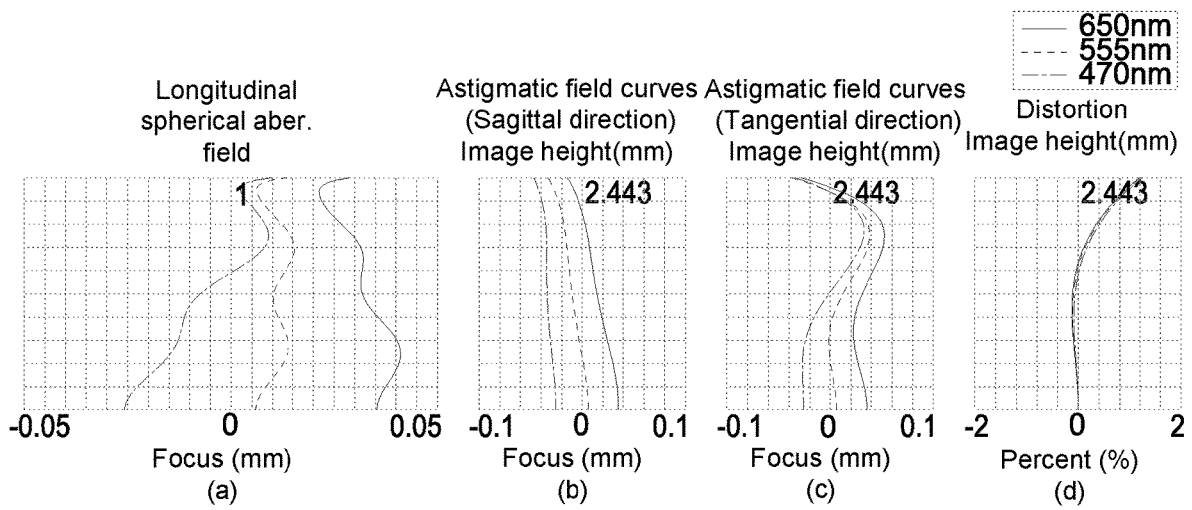 650nm
555nm
470nm
Longitudinal
spherical aber.
field
Astigmatic field curves
(Sagittal direction)
Image height(mm)
Astigmatic field curves
(Tangential direction)
Image height(mm)
Distortion
Image height(mm)
1
2.443
2.443
2.443
-0.05 0 0.05
Focus (mm)
(a)
-0.1 0 0.1
Focus (mm)
(b)
-0.1 0 0.1
Focus (mm)
(c)
-2 0 2
Percent (%)
(d)